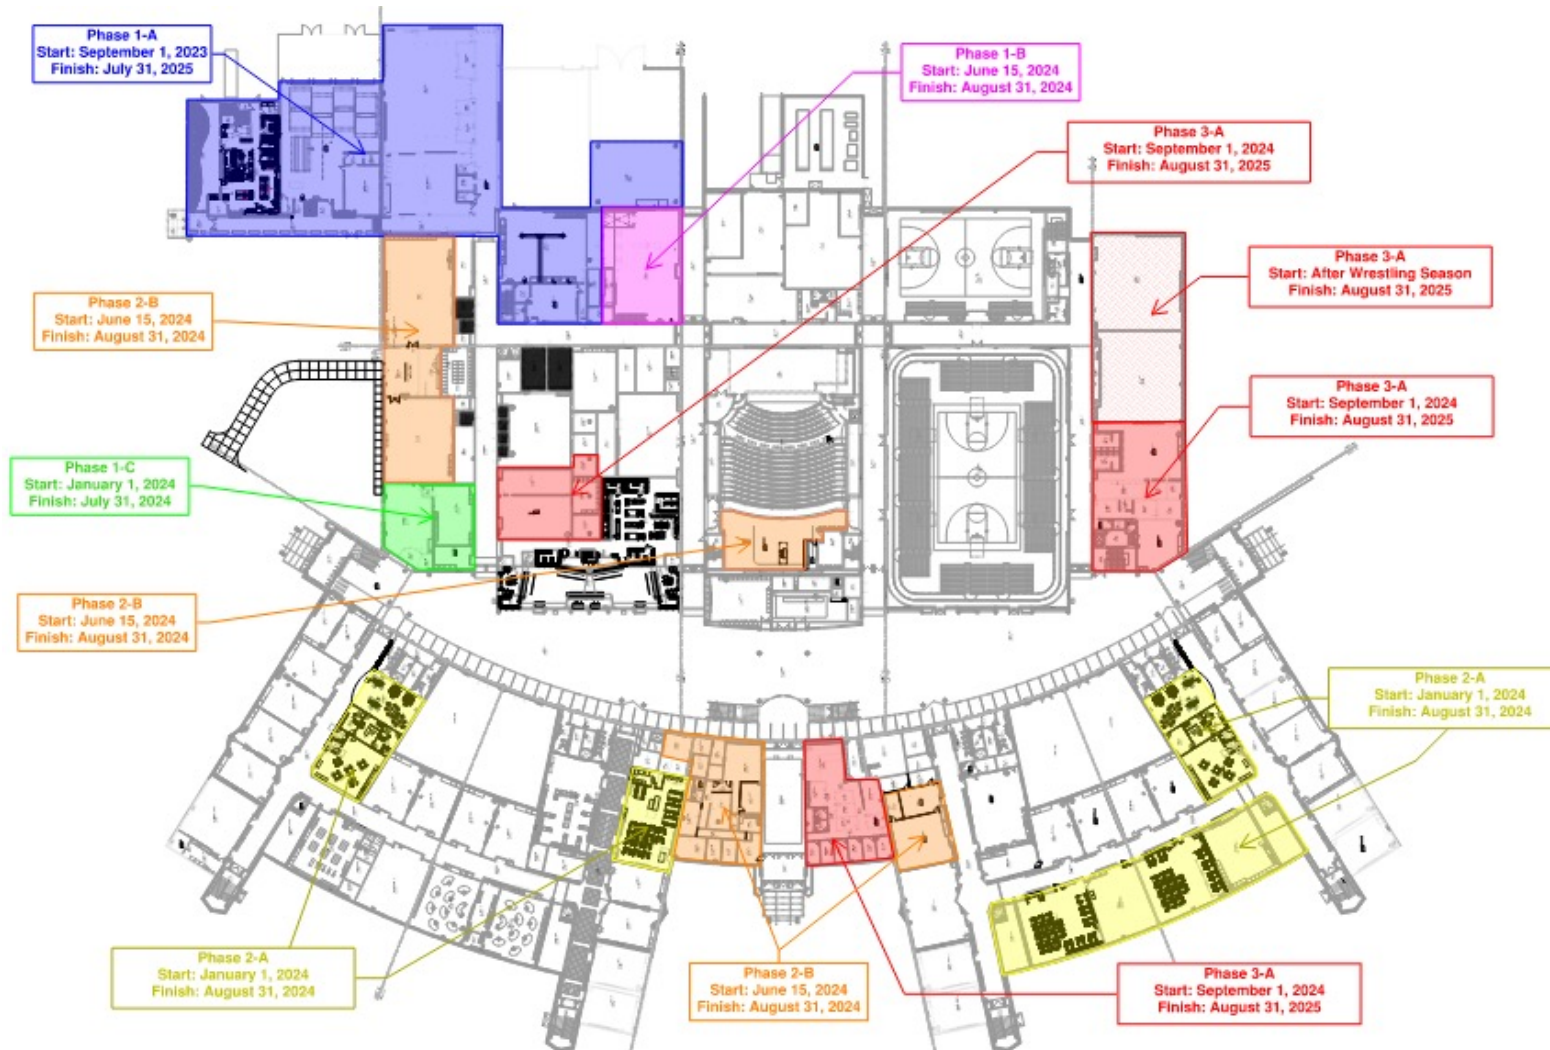 Phase 1-A
Start: September 1, 2023
Finish: July 31, 2025
Phase 1-B
Start: June 15, 2024
Finish: August 31, 2024
Phase 3-A
Start: September 1, 2024
Finish: August 31, 2025
Phase 3-A
Start: After Wrestling Season
Finish: August 31, 2025
Phase 2-B
Start: June 15, 2024
Finish: August 31, 2024
Phase 3-A
Start: September 1, 2024
Finish: August 31, 2025
Phase 1-C
Start: January 1, 2024
Finish: July 31, 2024
Phase 2-B
Start: June 15, 2024
Finish: August 31, 2024
Phase 2-A
Start: January 1, 2024
Finish: August 31, 2024
Phase 2-A
Start: January 1, 2024
Finish: August 31, 2024
Phase 2-B
Start: June 15, 2024
Finish: August 31, 2024
Phase 3-A
Start: September 1, 2024
Finish: August 31, 2025